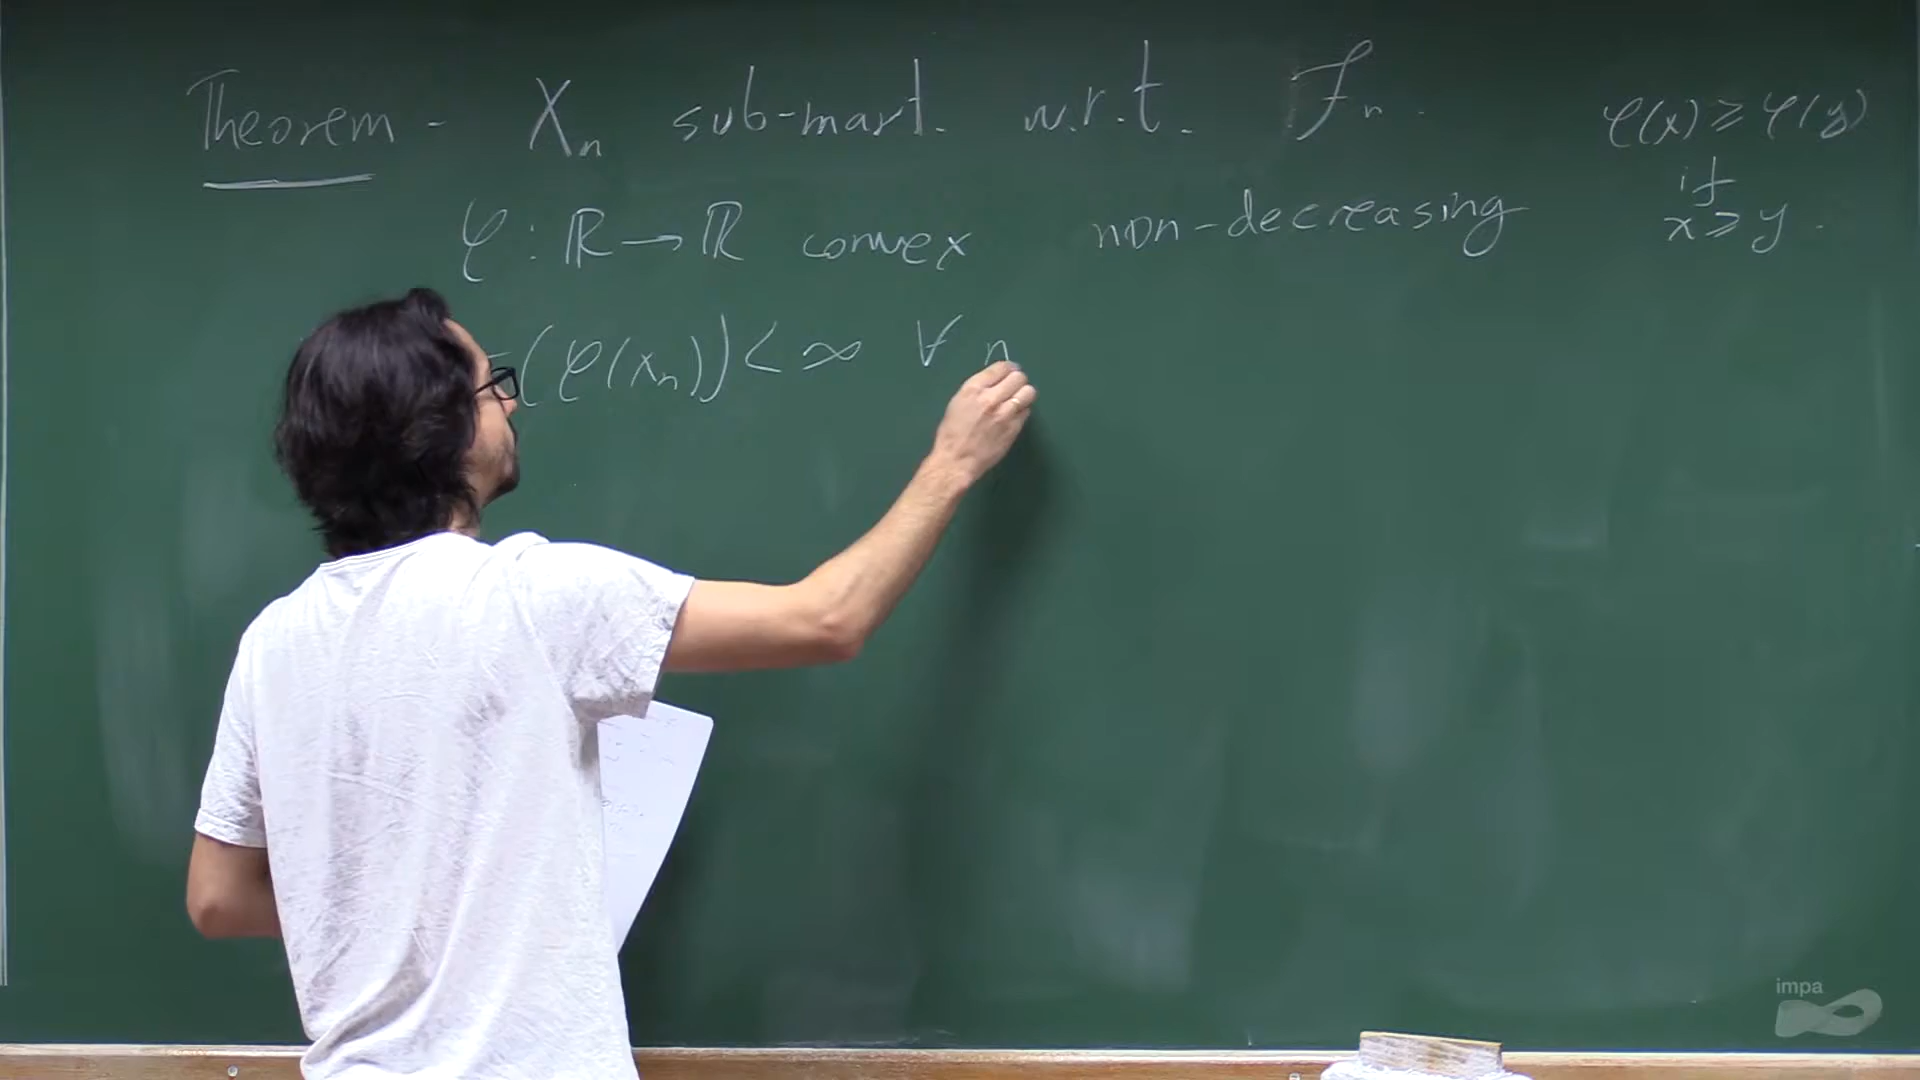 Theorem - Xn sub-mart. w.r.t. ℱn.
φ : ℝ → ℝ convex non-decreasing
φ(x) ≥ φ(y)
if
x ≥ y.
(φ(Xn)) < ∞ ∀ n
impa